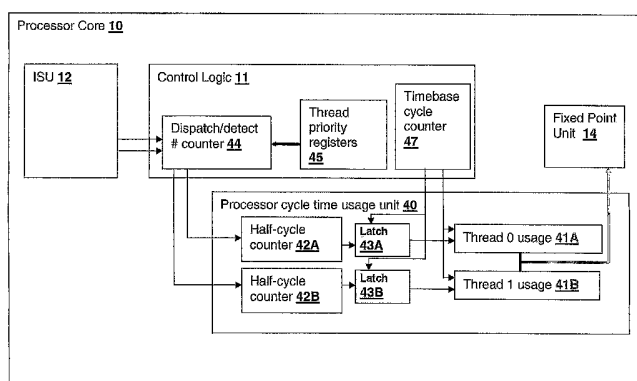 Processor Core 10
ISU 12
Control Logic 11
Dispatch/detect
# counter 44
Thread
priority
registers
45
Timebase
cycle
counter
47
Fixed Point
Unit 14
Processor cycle time usage unit 40
Half-cycle
counter 42A
Latch
43A
Thread 0 usage 41A
Half-cycle
counter 42B
Latch
43B
Thread 1 usage 41B